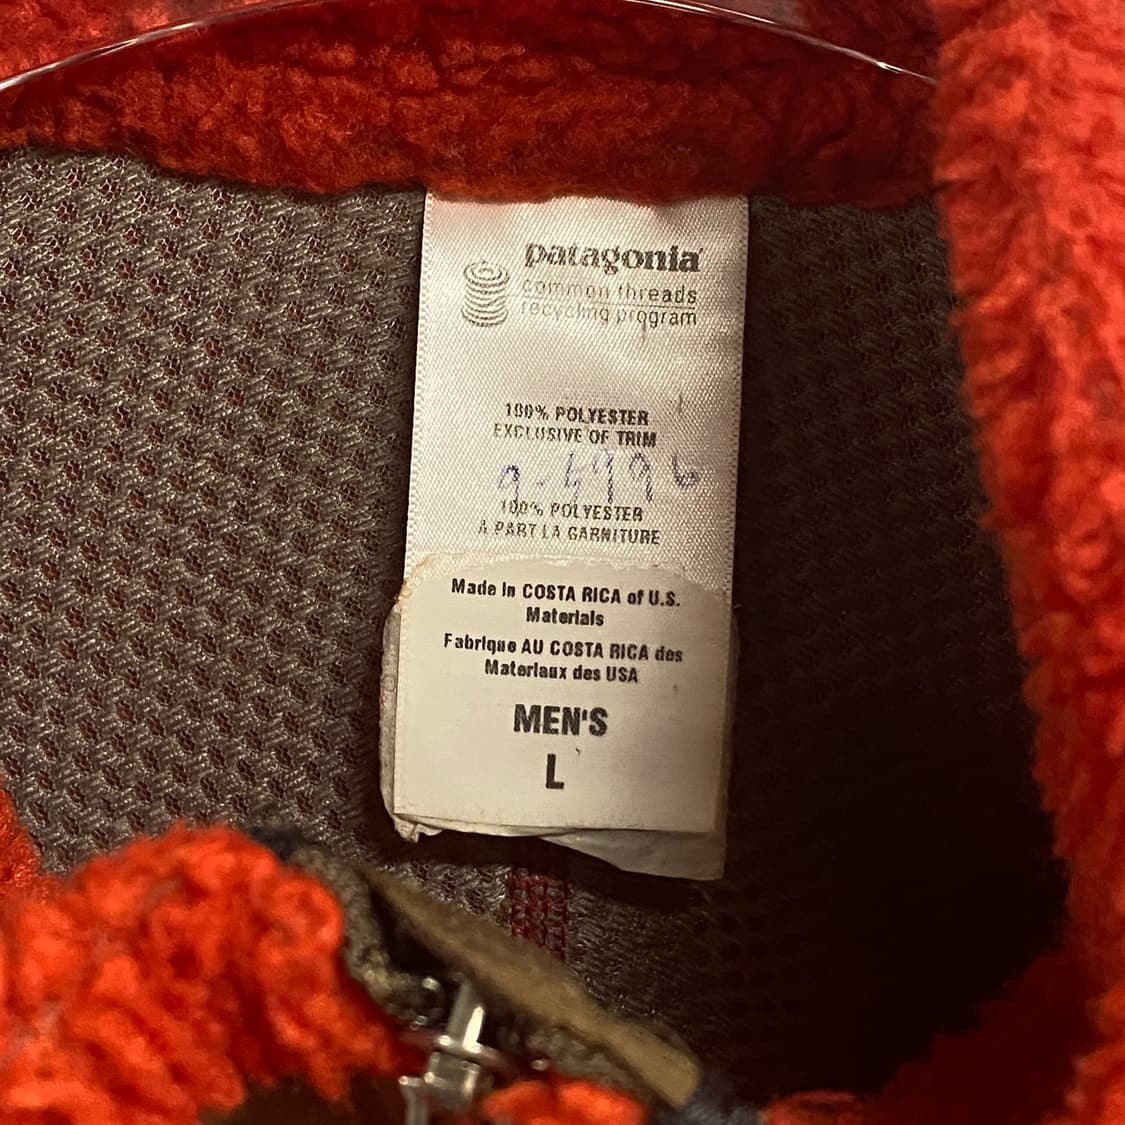 patagonia
common threads
recycling program
100% POLYESTER
EXCLUSIVE OF TRIM
100% POLYESTER
A PART LA GARNITURE
Made in COSTA RICA of U.S.
Materials
Fabrique AU COSTA RICA des
Materiaux des USA
MEN'S
L